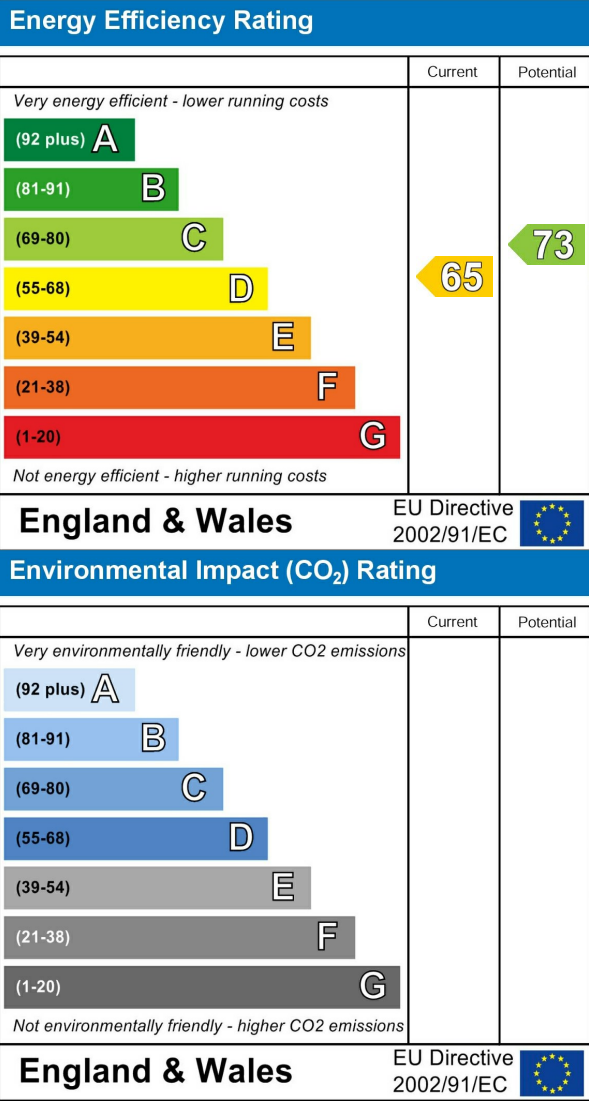 Energy Efficiency Rating
Current Potential
Very energy efficient - lower running costs
(92 plus) A
(81-91) B
(69-80) C
73
(55-68) D
65
(39-54) E
(21-38) F
(1-20) G
Not energy efficient - higher running costs
England & Wales
EU Directive
2002/91/EC
Environmental Impact (CO₂) Rating
Current Potential
Very environmentally friendly - lower CO2 emissions
(92 plus) A
(81-91) B
(69-80) C
(55-68) D
(39-54) E
(21-38) F
(1-20) G
Not environmentally friendly - higher CO2 emissions
England & Wales
EU Directive
2002/91/EC